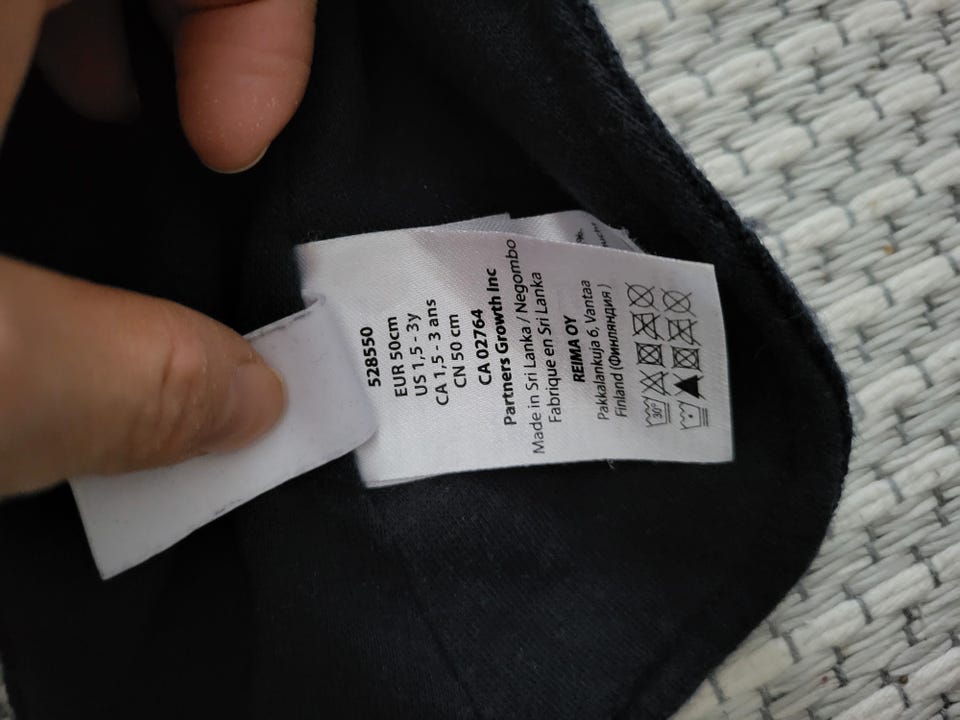 528550
EUR 50cm
US 1,5 - 3y
CA 1,5 - 3 ans
CN 50 cm
CA 02764
Partners Growth Inc
Made in Sri Lanka / Negombo
Fabrique en Sri Lanka
REIMA OY
Pakkalankuja 6, Vantaa
Finland (Финляндия )
30°